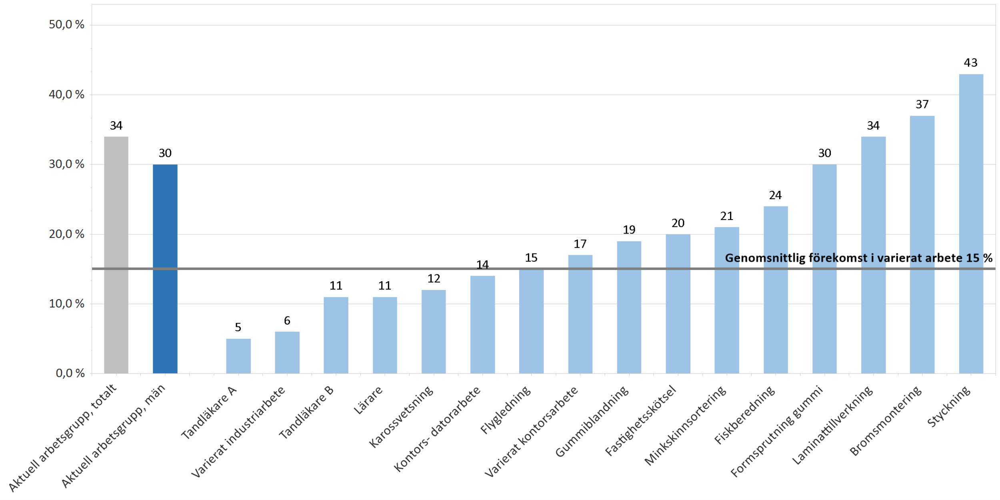 50,0 %
40,0 %
30,0 %
20,0 %
10,0 %
0,0 %
34
30
5
6
11
11
12
14
15
17
19
20
21
24
30
34
37
43
Genomsnittlig förekomst i varierat arbete 15 %
Aktuell arbetsgrupp, totalt
Aktuell arbetsgrupp, män
Tandläkare A
Varierat industriarbete
Tandläkare B
Lärare
Karossvetsning
Kontors- datorarbete
Flygledning
Varierat kontorsarbete
Gummiblandning
Fastighetsskötsel
Minkskinnsortering
Fiskberedning
Formsprutning gummi
Laminattillverkning
Bromsmontering
Styckning